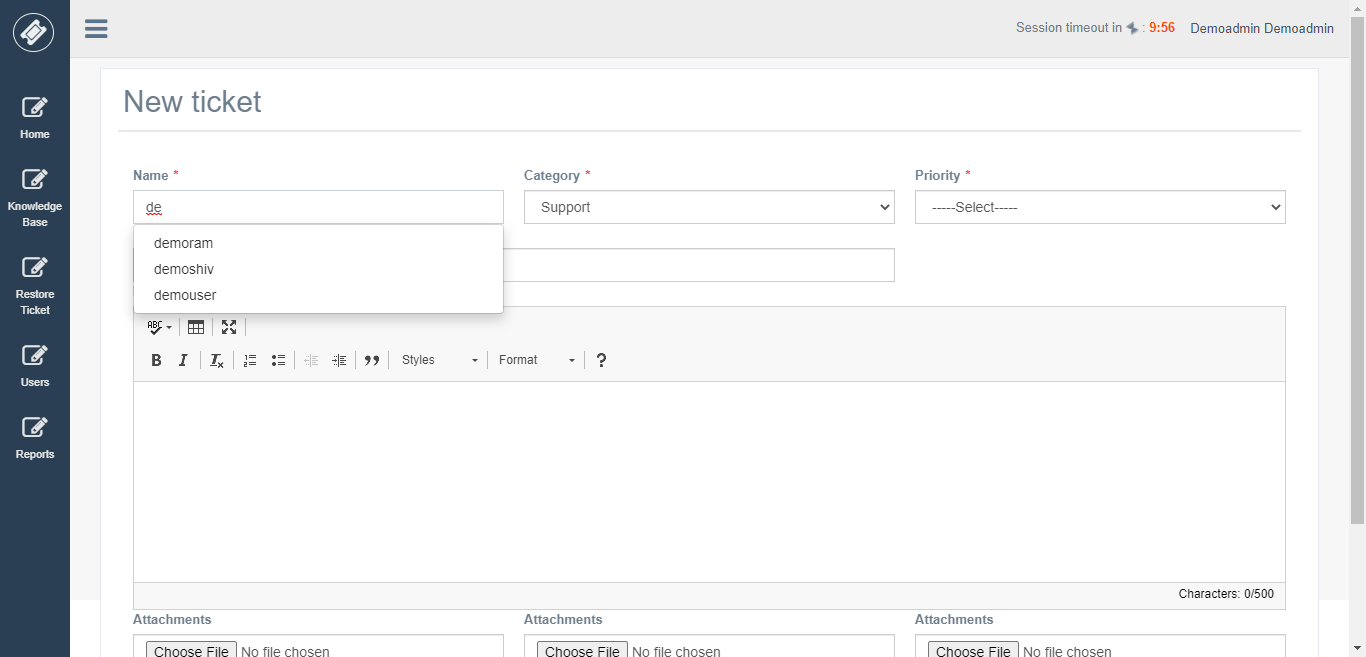 Session timeout in : 9:56 Demoadmin Demoadmin
Home
Knowledge
Base
Restore
Ticket
Users
Reports
New ticket
Name * Category * Priority *
de Support -----Select-----
demoram
demoshiv
demouser
ABC
B I Tx Styles Format ?
Characters: 0/500
Attachments Attachments Attachments
Choose File No file chosen Choose File No file chosen Choose File No file chosen